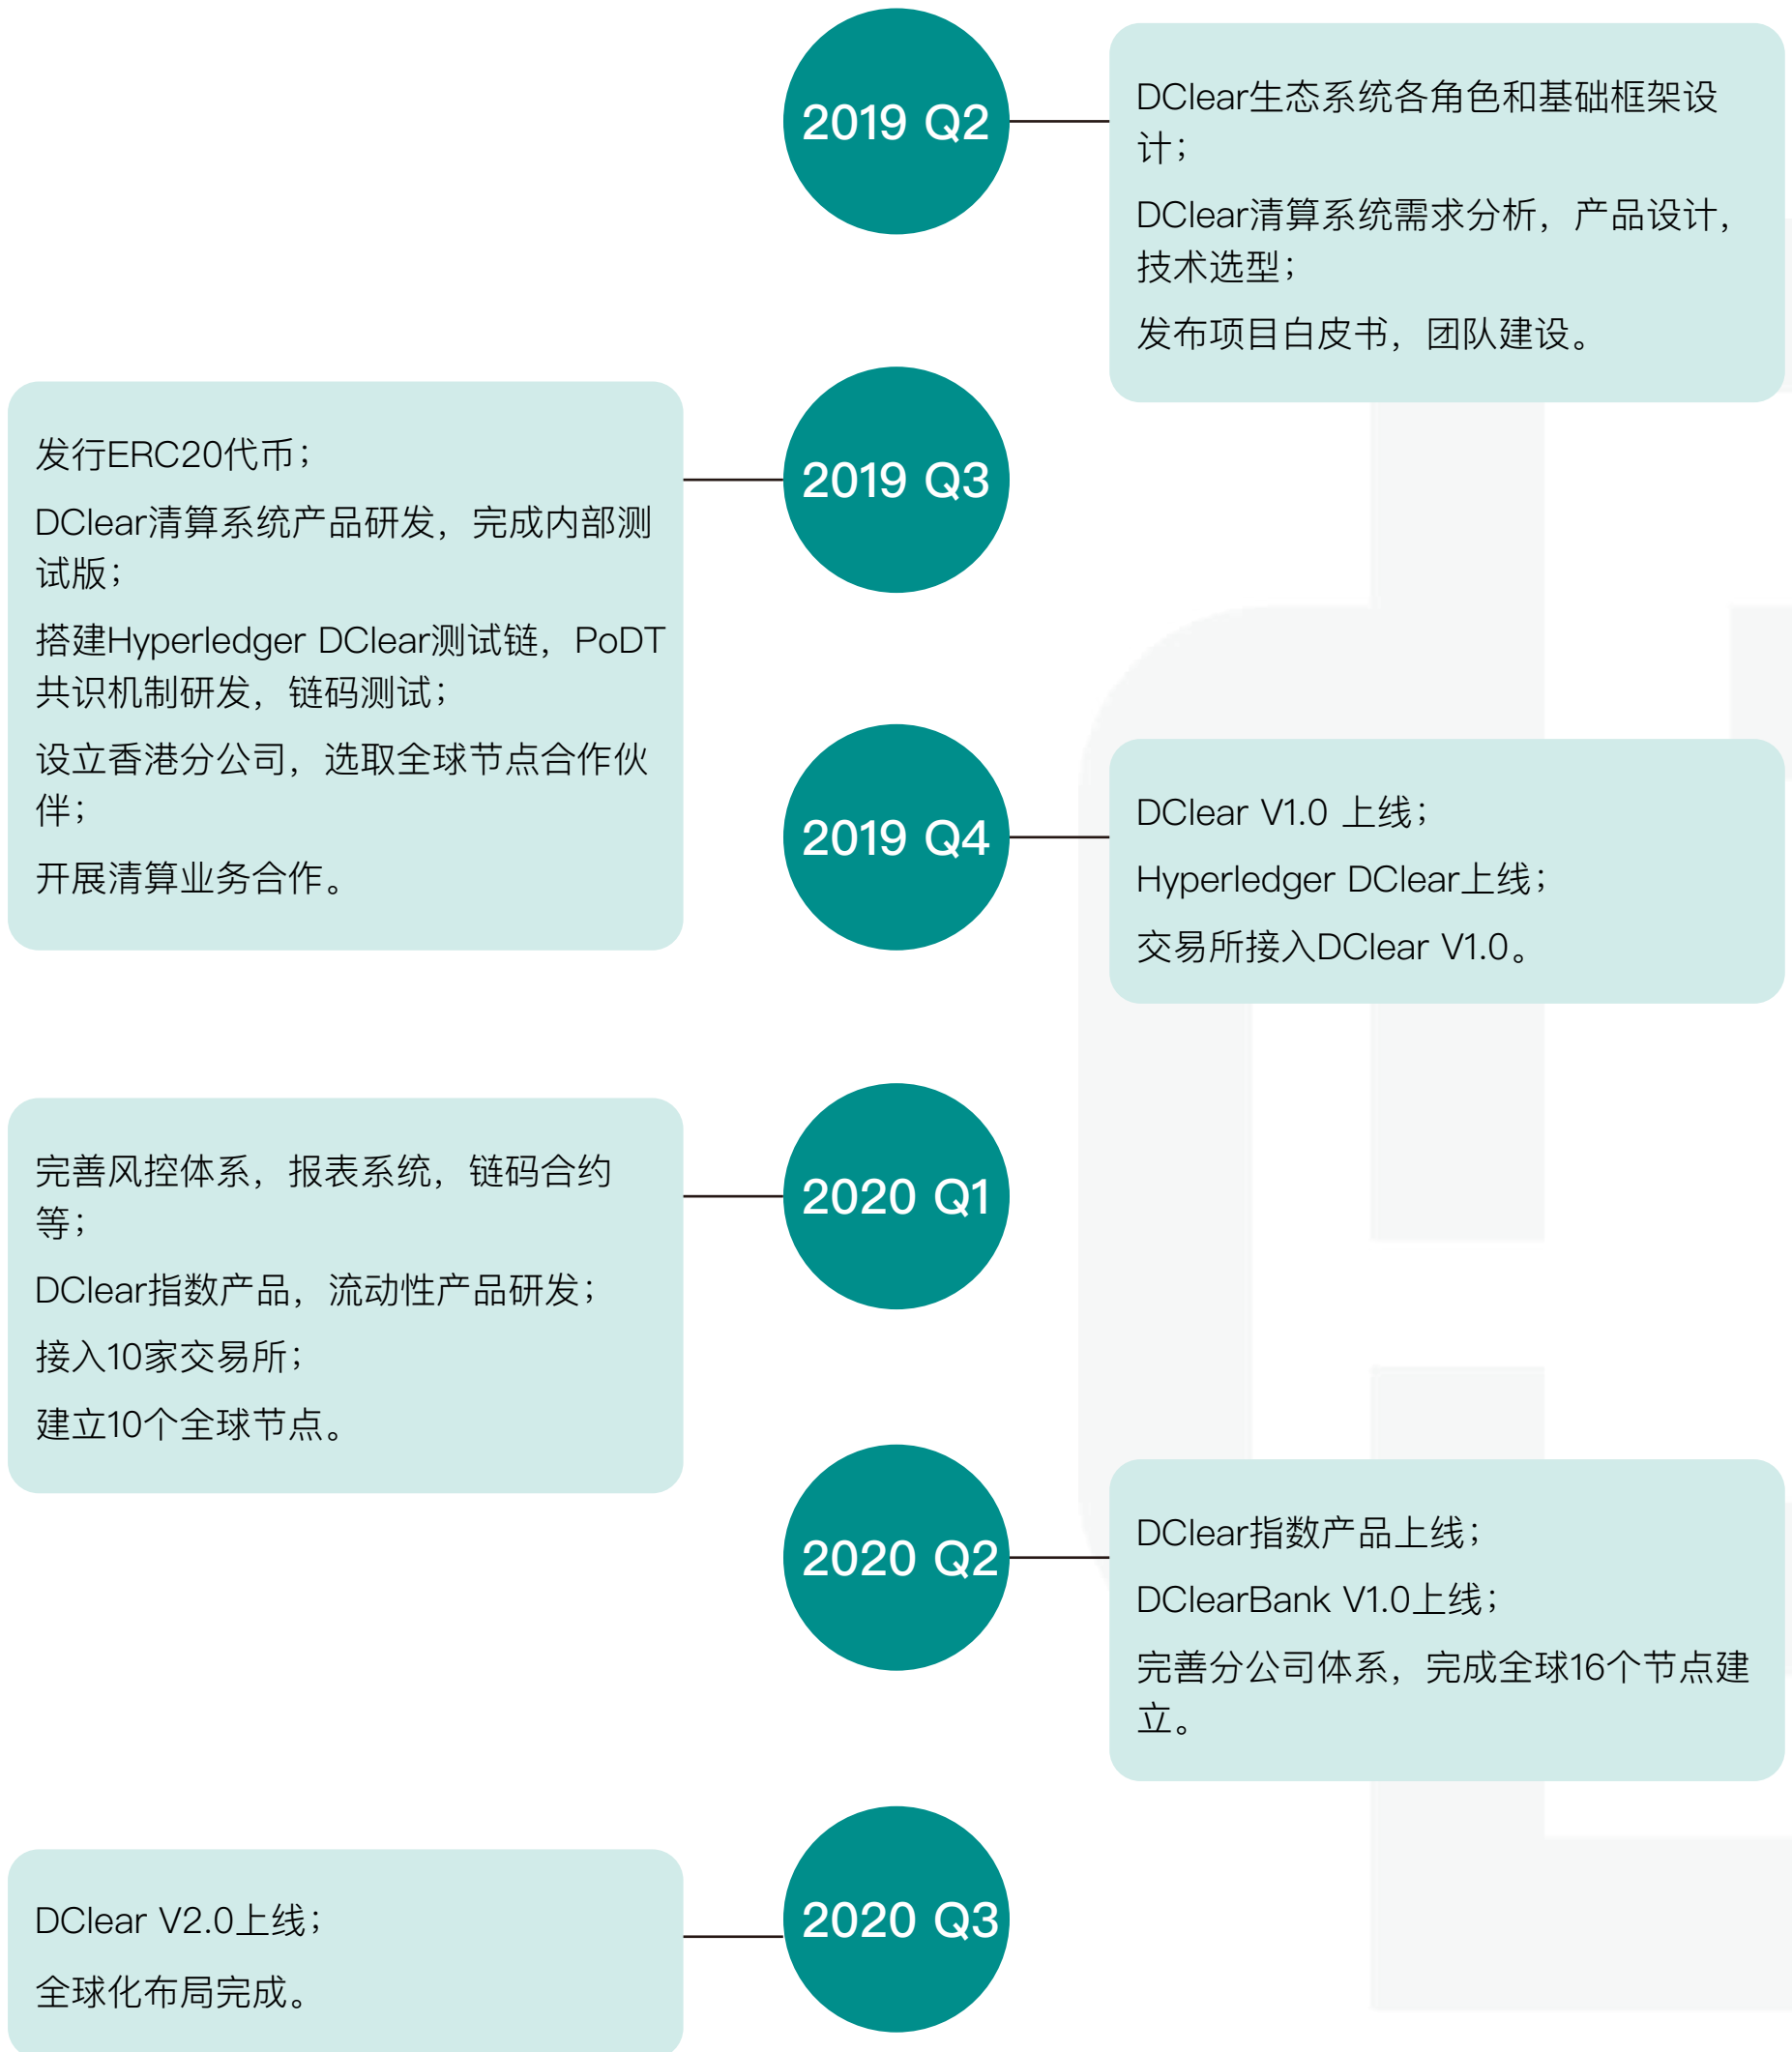 2019 Q2
DClear生态系统各角色和基础框架设
计；
DClear清算系统需求分析，产品设计，
技术选型；
发布项目白皮书，团队建设。
2019 Q3
发行ERC20代币；
DClear清算系统产品研发，完成内部测
试版；
搭建Hyperledger DClear测试链，PoDT
共识机制研发，链码测试；
设立香港分公司，选取全球节点合作伙
伴；
开展清算业务合作。
2019 Q4
DClear V1.0 上线；
Hyperledger DClear上线；
交易所接入DClear V1.0。
2020 Q1
完善风控体系，报表系统，链码合约
等；
DClear指数产品，流动性产品研发；
接入10家交易所；
建立10个全球节点。
2020 Q2
DClear指数产品上线；
DClearBank V1.0上线；
完善分公司体系，完成全球16个节点建
立。
2020 Q3
DClear V2.0上线；
全球化布局完成。